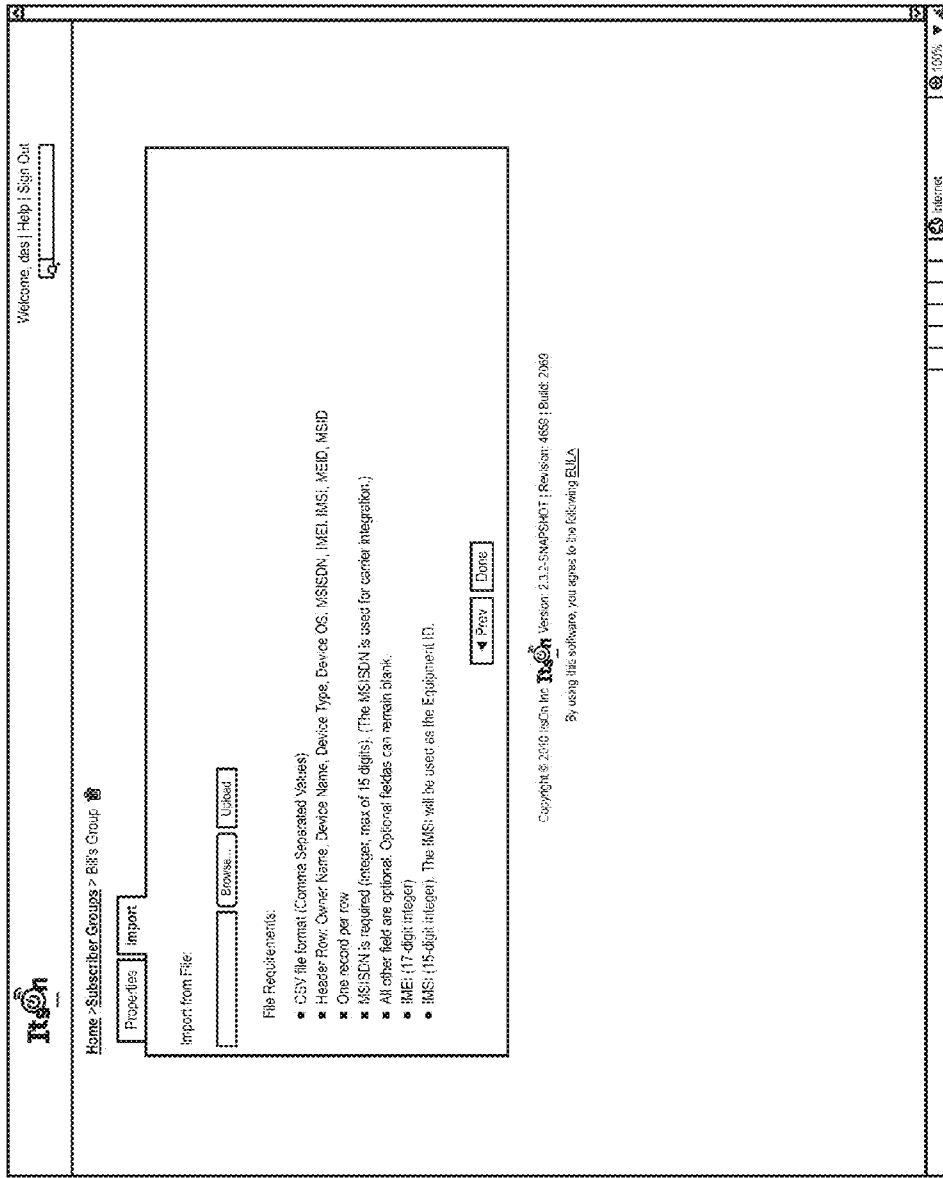 ItsOn
Welcome, das | Help | Sign Out
Home >Subscriber Groups > Bill's Group
Properties
Import
Import from File:
Browse...
Upload
File Requirements:
CSV file format (Comma Separated Values)
Header Row: Owner Name, Device Name, Device Type, Device OS, MSISDN, IMEI, IMSI, MEID, MSID
One record per row
MSISDN is required (integer, max of 15 digits). (The MSISDN is used for carrier integration.)
All other field are optional. Optional fieldas can remain blank.
IMEI (17-digit integer)
IMSI (15-digit integer). The IMSI will be used as the Equipment ID.
◄ Prev
Done
Copyright © 2010 ItsOn Inc ItsOn Version: 2.3.2-SNAPSHOT | Revision: 4659 | Build: 2069
By using this software, you agree to the following EULA
Internet
100%